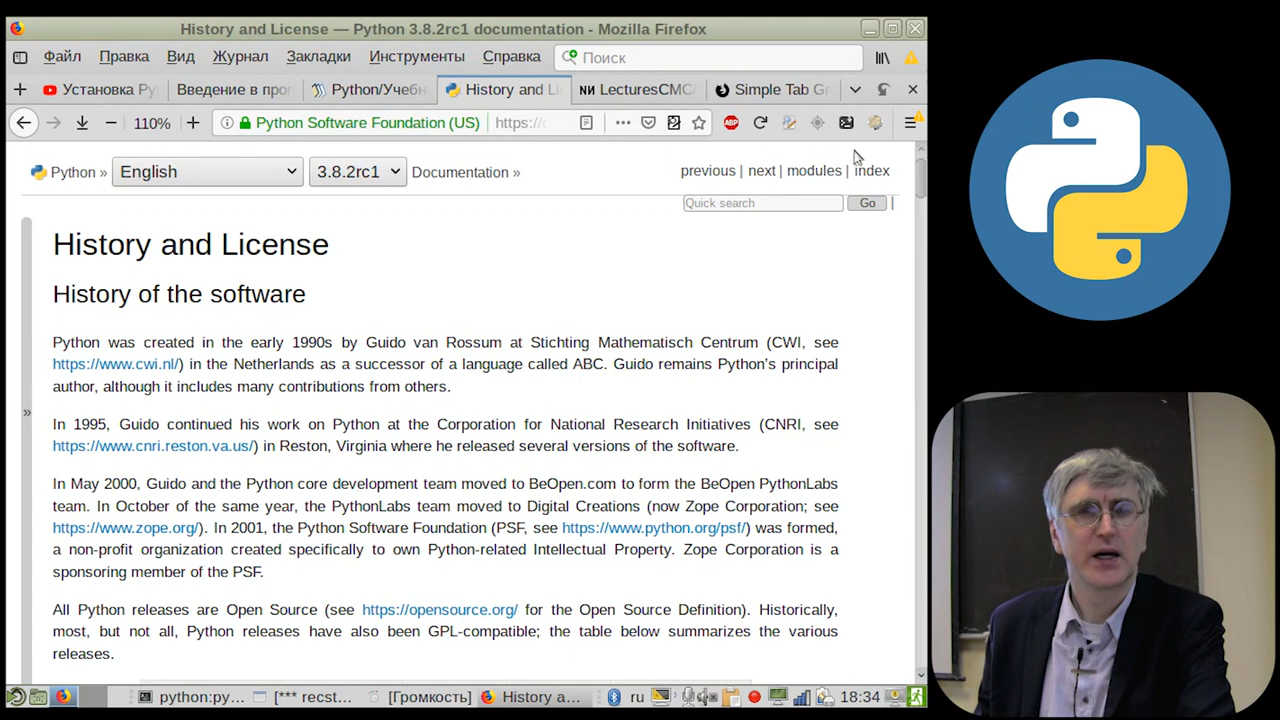 History and License — Python 3.8.2rc1 documentation - Mozilla Firefox
Файл Правка Вид Журнал Закладки Инструменты Справка Поиск
Установка Ру Введение в про Python/Учебн History and Li LecturesCMC/ Simple Tab Gr
110% Python Software Foundation (US) https://
Python » English 3.8.2rc1 Documentation » previous | next | modules | index
Quick search Go |
History and License
History of the software
Python was created in the early 1990s by Guido van Rossum at Stichting Mathematisch Centrum (CWI, see
https://www.cwi.nl/) in the Netherlands as a successor of a language called ABC. Guido remains Python's principal
author, although it includes many contributions from others.
»
In 1995, Guido continued his work on Python at the Corporation for National Research Initiatives (CNRI, see
https://www.cnri.reston.va.us/) in Reston, Virginia where he released several versions of the software.
In May 2000, Guido and the Python core development team moved to BeOpen.com to form the BeOpen PythonLabs
team. In October of the same year, the PythonLabs team moved to Digital Creations (now Zope Corporation; see
https://www.zope.org/). In 2001, the Python Software Foundation (PSF, see https://www.python.org/psf/) was formed,
a non-profit organization created specifically to own Python-related Intellectual Property. Zope Corporation is a
sponsoring member of the PSF.
All Python releases are Open Source (see https://opensource.org/ for the Open Source Definition). Historically,
most, but not all, Python releases have also been GPL-compatible; the table below summarizes the various
releases.
python:py... [*** recst... [Громкость] History a... ru 18:34